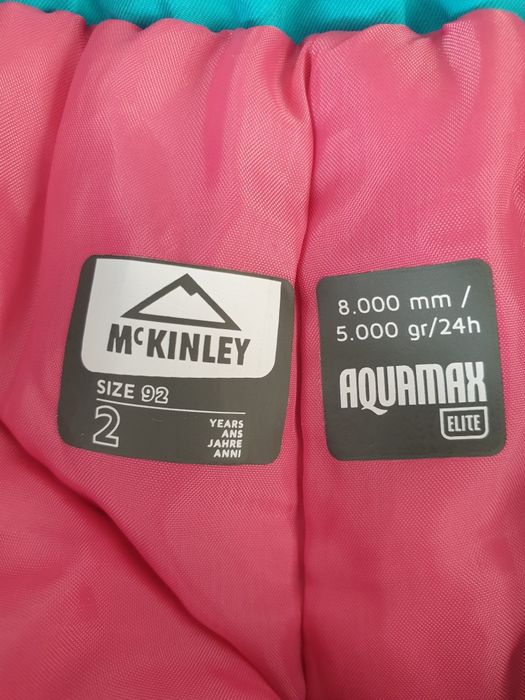 McKINLEY
SIZE 92
2
YEARS
ANS
JAHRE
ANNI
8.000 mm /
5.000 gr/24h
AQUAMAX
ELITE